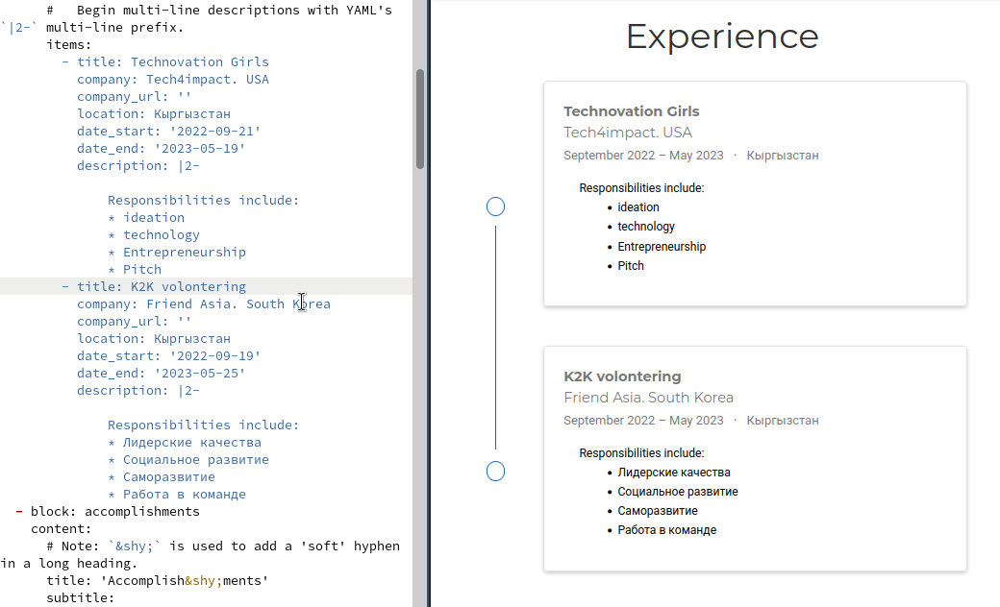 #   Begin multi-line descriptions with YAML's
`|2-` multi-line prefix.
items:
- title: Technovation Girls
company: Tech4impact. USA
company_url: ''
location: Кыргызстан
date_start: '2022-09-21'
date_end: '2023-05-19'
description: |2-
Responsibilities include:
* ideation
* technology
* Entrepreneurship
* Pitch
- title: K2K volontering
company: Friend Asia. South Korea
company_url: ''
location: Кыргызстан
date_start: '2022-09-19'
date_end: '2023-05-25'
description: |2-
Responsibilities include:
* Лидерские качества
* Социальное развитие
* Саморазвитие
* Работа в команде
- block: accomplishments
content:
# Note: `&shy;` is used to add a 'soft' hyphen
in a long heading.
title: 'Accomplish&shy;ments'
subtitle:
Experience
Technovation Girls
Tech4impact. USA
September 2022 – May 2023 · Кыргызстан
Responsibilities include:
• ideation
• technology
• Entrepreneurship
• Pitch
K2K volontering
Friend Asia. South Korea
September 2022 – May 2023 · Кыргызстан
Responsibilities include:
• Лидерские качества
• Социальное развитие
• Саморазвитие
• Работа в команде